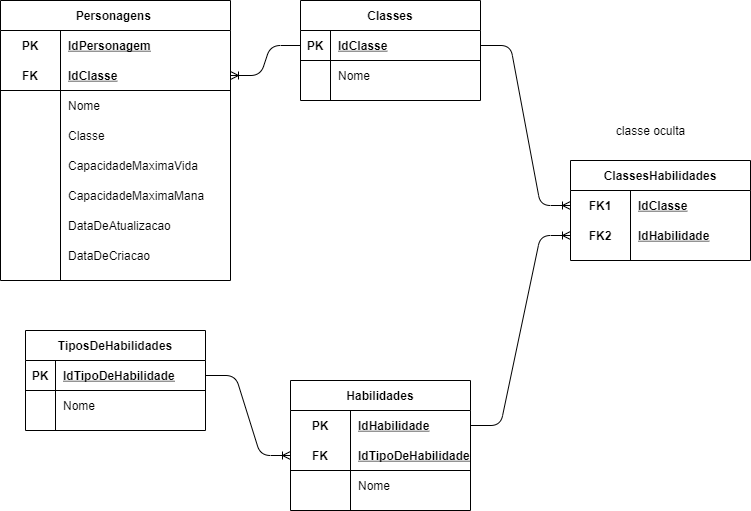 Personagens
PK IdPersonagem
FK IdClasse
Nome
Classe
CapacidadeMaximaVida
CapacidadeMaximaMana
DataDeAtualizacao
DataDeCriacao
Classes
PK IdClasse
Nome
classe oculta
ClassesHabilidades
FK1 IdClasse
FK2 IdHabilidade
TiposDeHabilidades
PK IdTipoDeHabilidade
Nome
Habilidades
PK IdHabilidade
FK IdTipoDeHabilidade
Nome